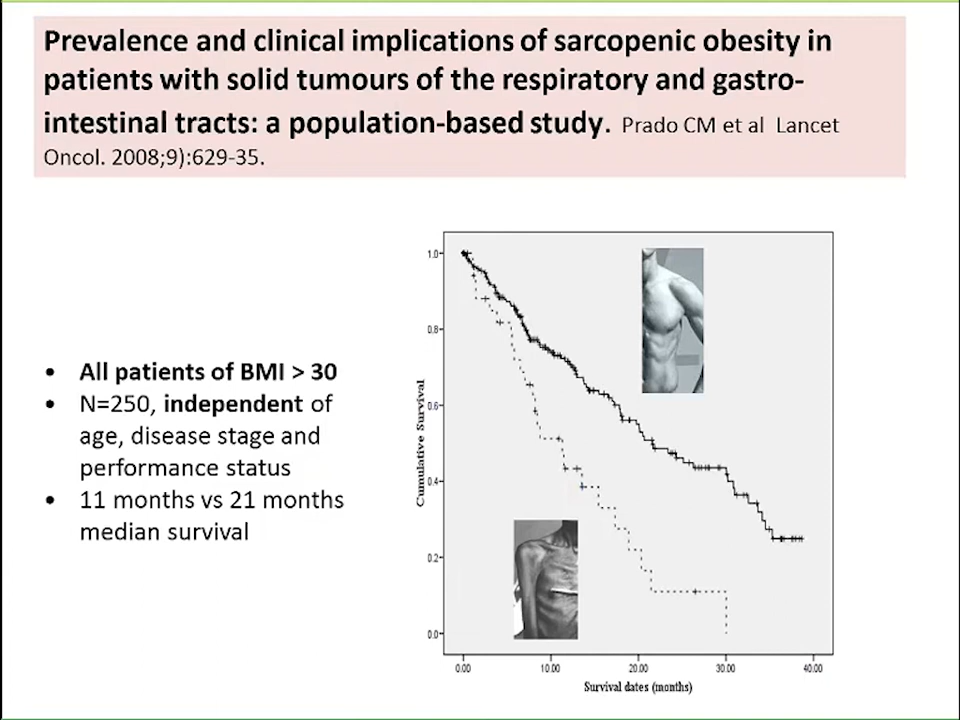 Prevalence and clinical implications of sarcopenic obesity in
patients with solid tumours of the respiratory and gastro-
intestinal tracts: a population-based study. Prado CM et al Lancet
Oncol. 2008;9):629-35.
• All patients of BMI > 30
• N=250, independent of
age, disease stage and
performance status
• 11 months vs 21 months
median survival
Cumulative Survival
1.0
0.8
0.6
0.4
0.2
0.0
0.00 10.00 20.00 30.00 40.00
Survival dates (months)